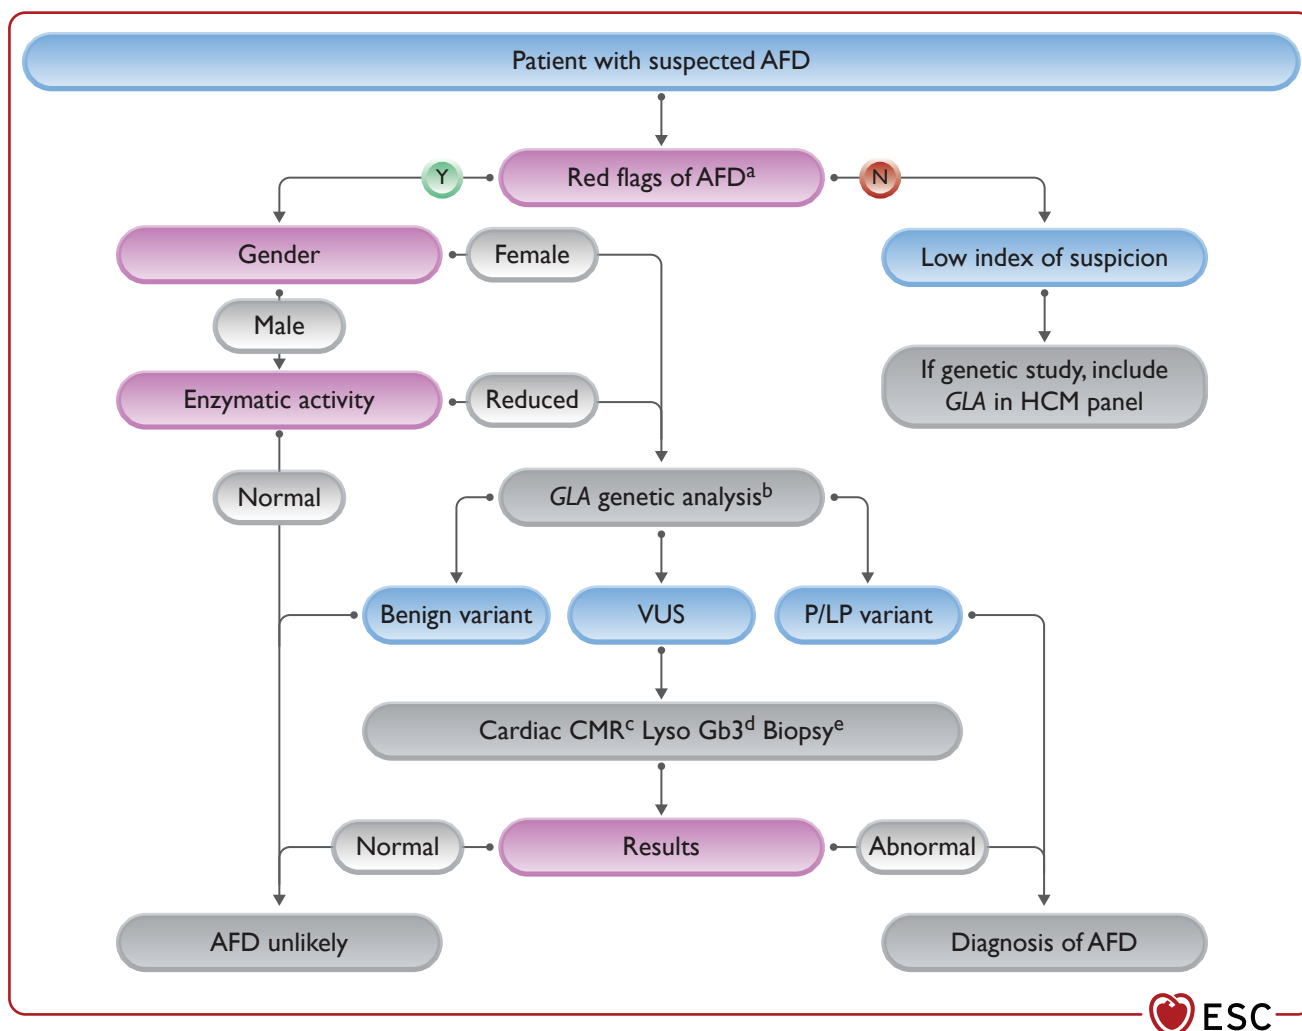 Patient with suspected AFD
Y
Red flags of AFDᵃ
N
Gender
Female
Low index of suspicion
Male
If genetic study, include
GLA in HCM panel
Enzymatic activity
Reduced
Normal
GLA genetic analysisᵇ
Benign variant
VUS
P/LP variant
Cardiac CMRᶜ Lyso Gb3ᵈ Biopsyᵉ
Normal
Results
Abnormal
AFD unlikely
Diagnosis of AFD
ESC